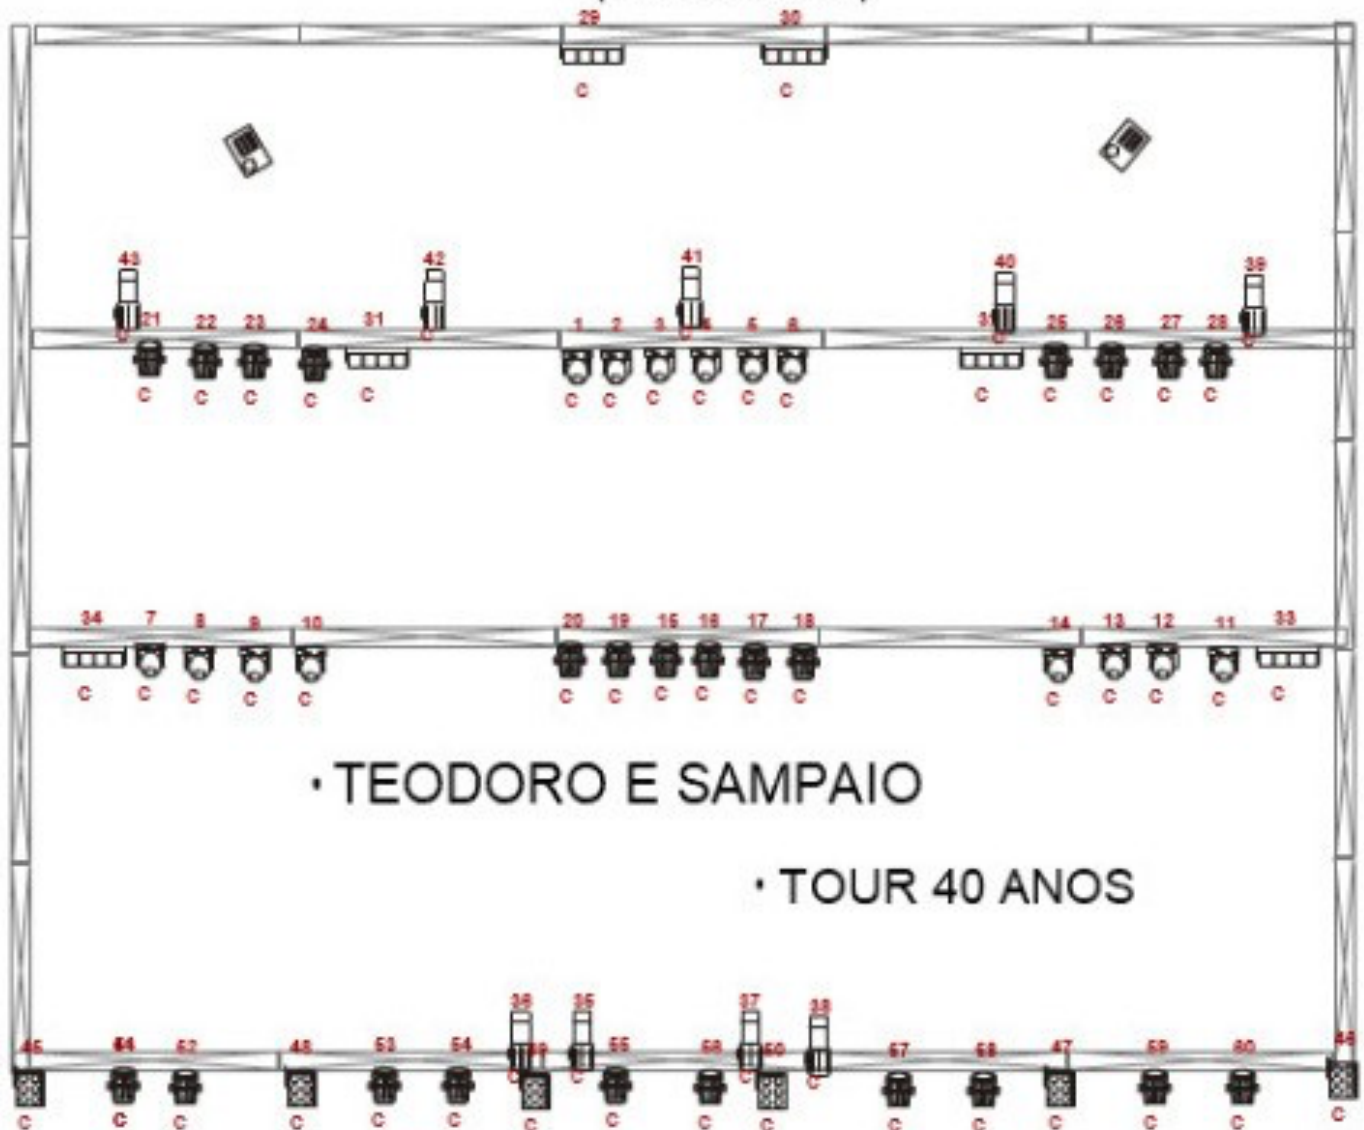 29 30
C C
43 42 41 40 39
21 22 23 24 31 1 2 3 4 5 6 25 26 27 28
C C C C C
C C C C C C C C C C C C C C C C
34 7 8 9 10 20 19 15 16 17 18 14 13 12 11 33
C C C C C C C C C C C C C C C C
· TEODORO E SAMPAIO
· TOUR 40 ANOS
36 35 37 38
45 52 48 53 54 55 56 50 57 58 47 59 60 46
C C C C
C C C C C C C C C C C C C C C C